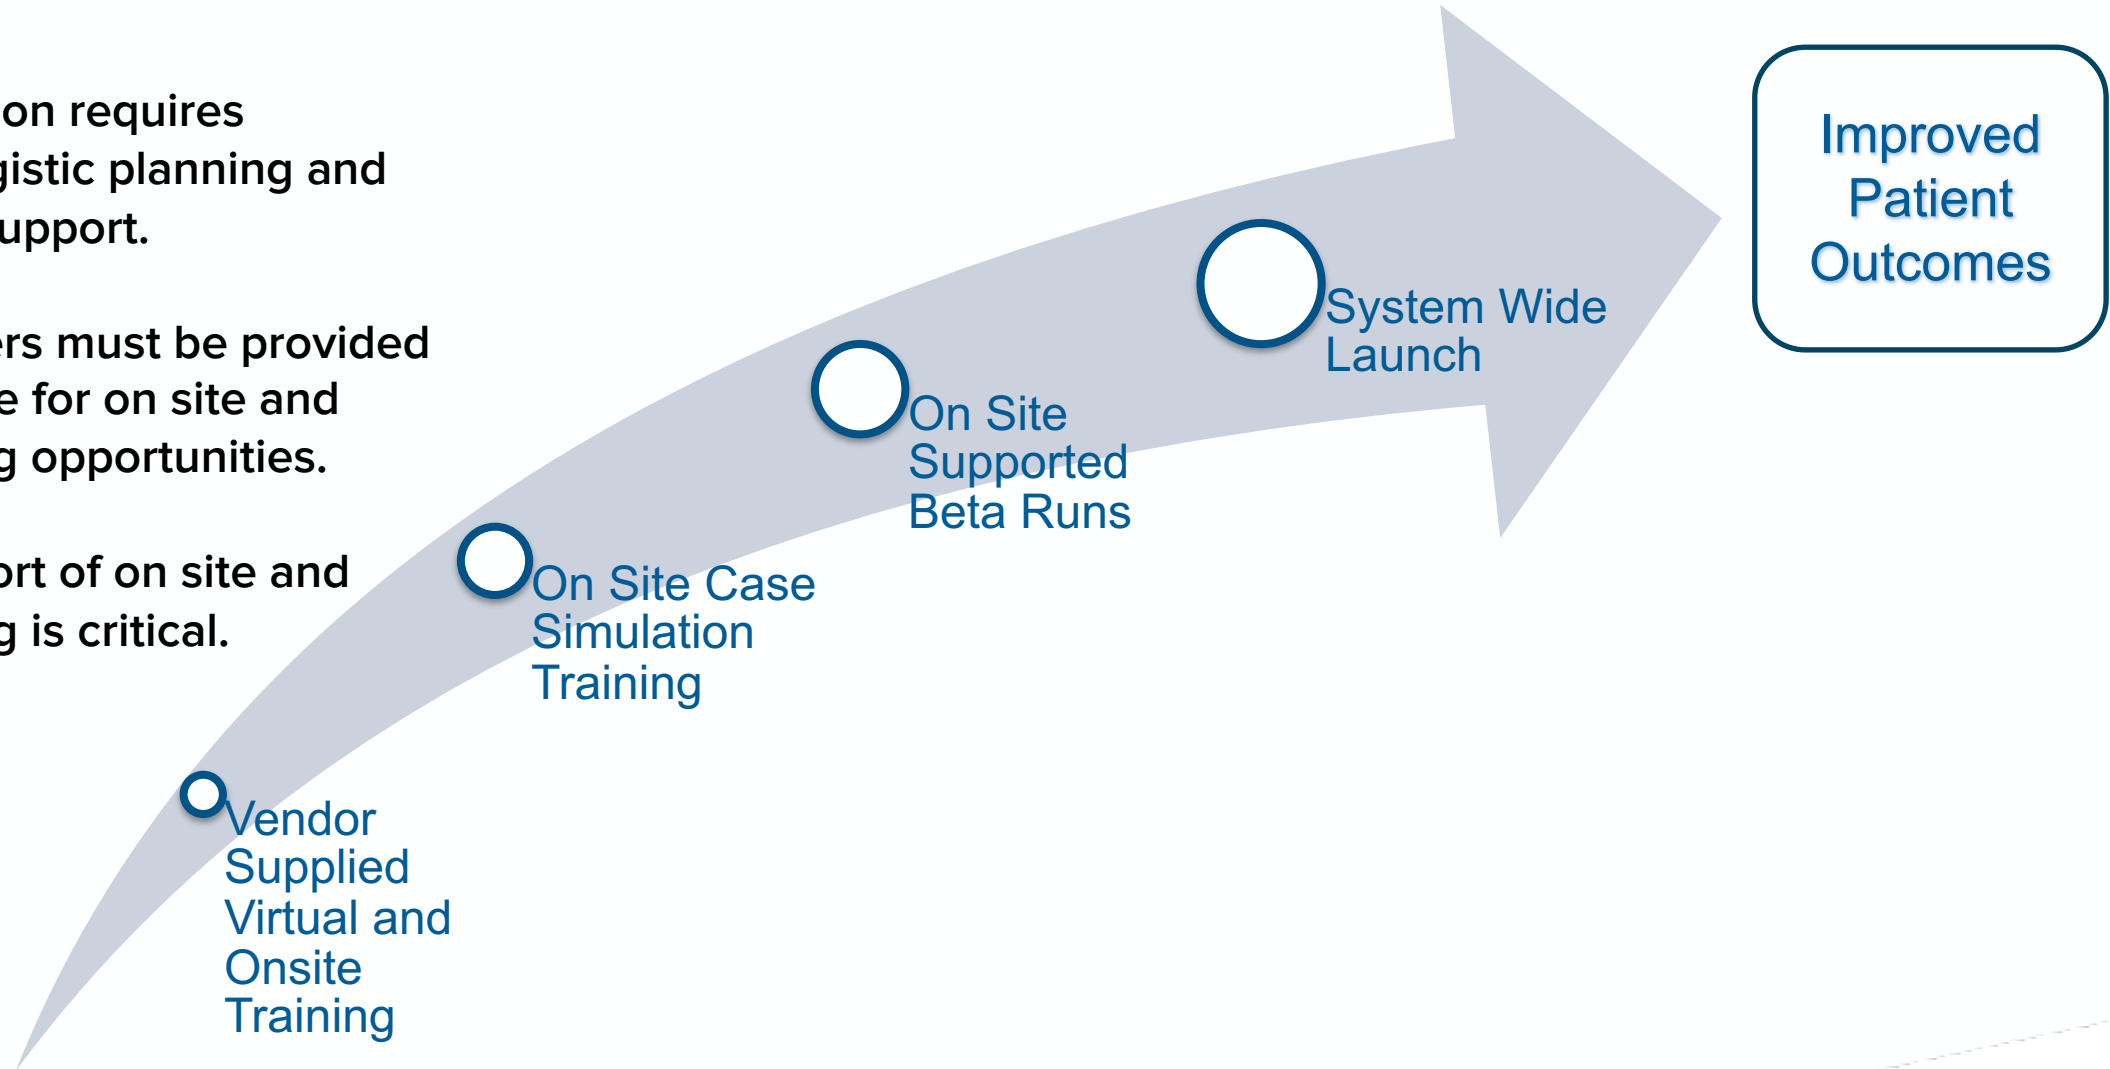 on requires
gistic planning and
upport.
ers must be provided
e for on site and
g opportunities.
ort of on site and
g is critical.
Improved
Patient
Outcomes
System Wide
Launch
On Site
Supported
Beta Runs
On Site Case
Simulation
Training
Vendor
Supplied
Virtual and
Onsite
Training